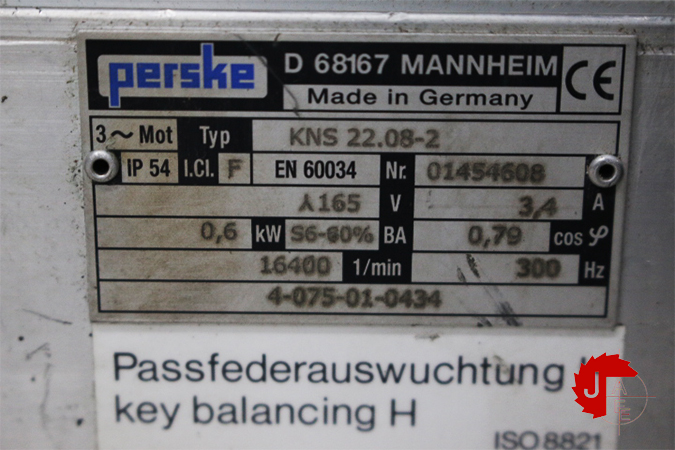 perske D 68167 MANNHEIM CE
Made in Germany
3~ Mot Typ KNS 22.08-2
IP 54 I.Cl. F EN 60034 Nr. 01454608
⅄ 165 V 3,4 A
0,6 kW S6-60% BA 0,79 cos φ
16400 1/min 300 Hz
4-075-01-0434
Passfederauswuchtung
key balancing H
ISO 8821
J